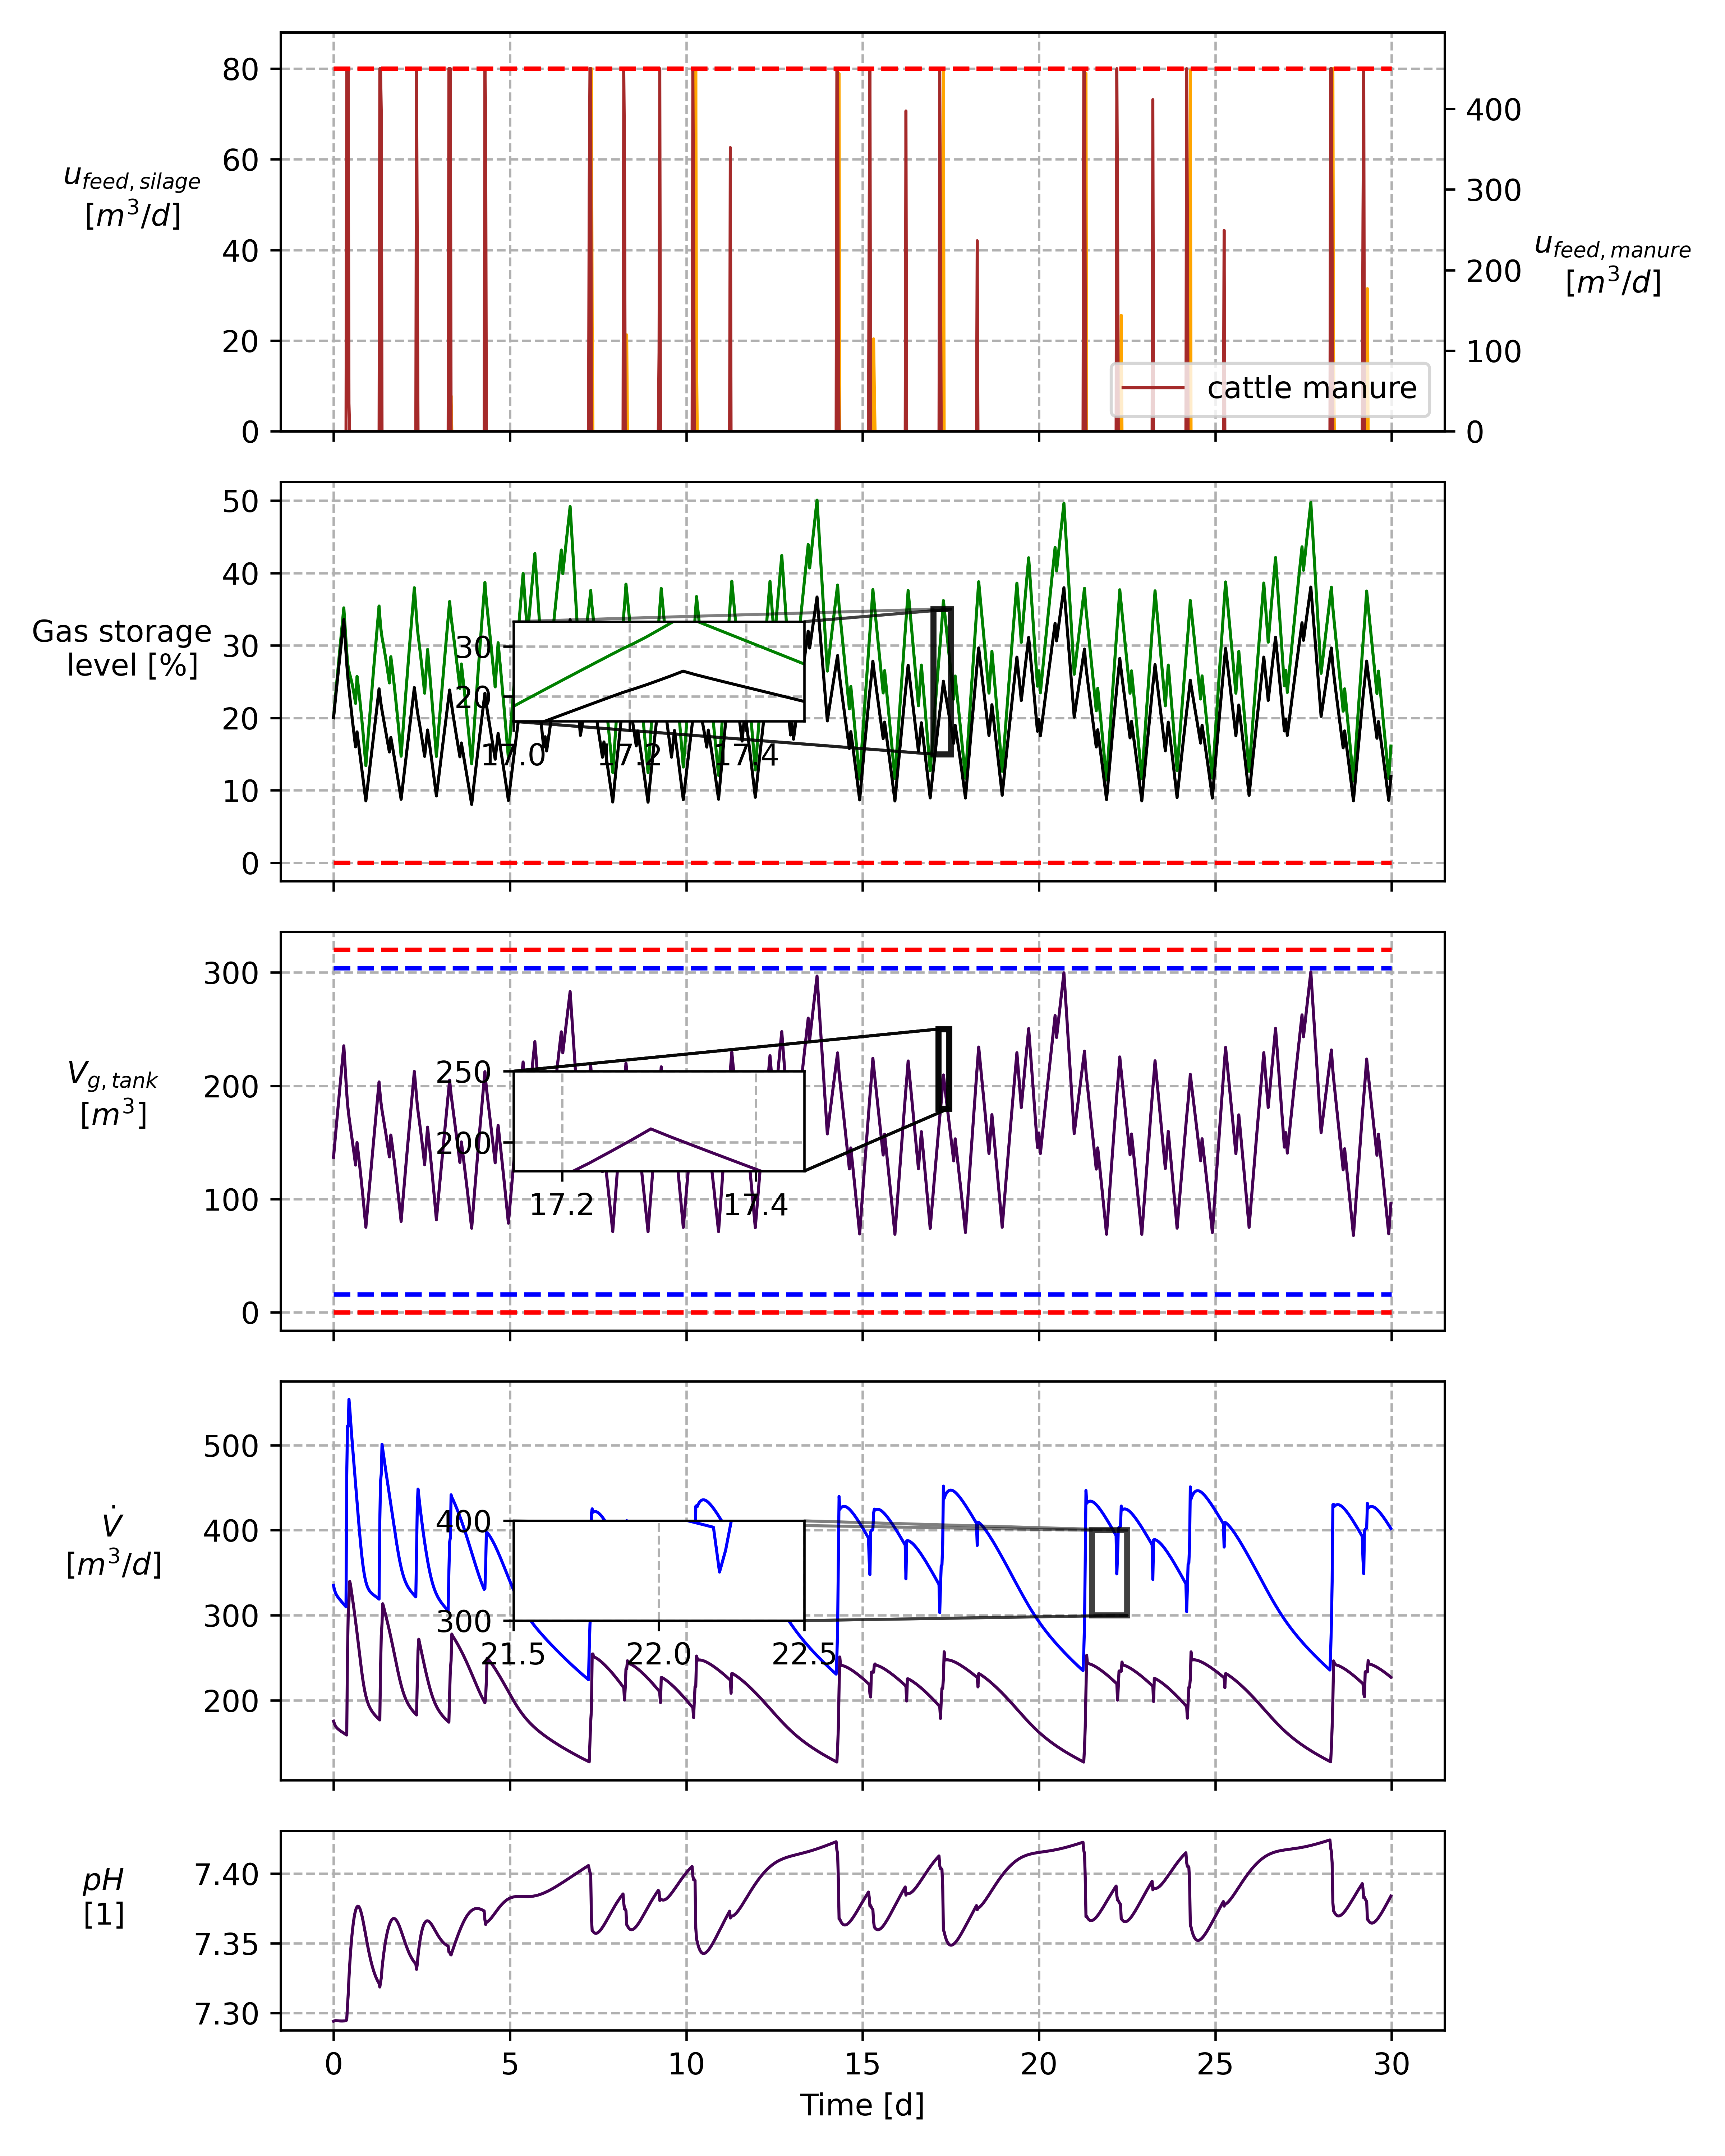 80
60
40
20
0
u_feed,silage
[m³/d]
400
300
200
100
0
u_feed,manure
[m³/d]
cattle manure
50
40
30
20
10
0
Gas storage
level [%]
30
20
17.0 17.2 17.4
300
200
100
0
V_g,tank
[m³]
250
200
17.2 17.4
500
400
300
200
V̇
[m³/d]
400
300
21.5 22.0 22.5
7.40
7.35
7.30
pH
[1]
0 5 10 15 20 25 30
Time [d]